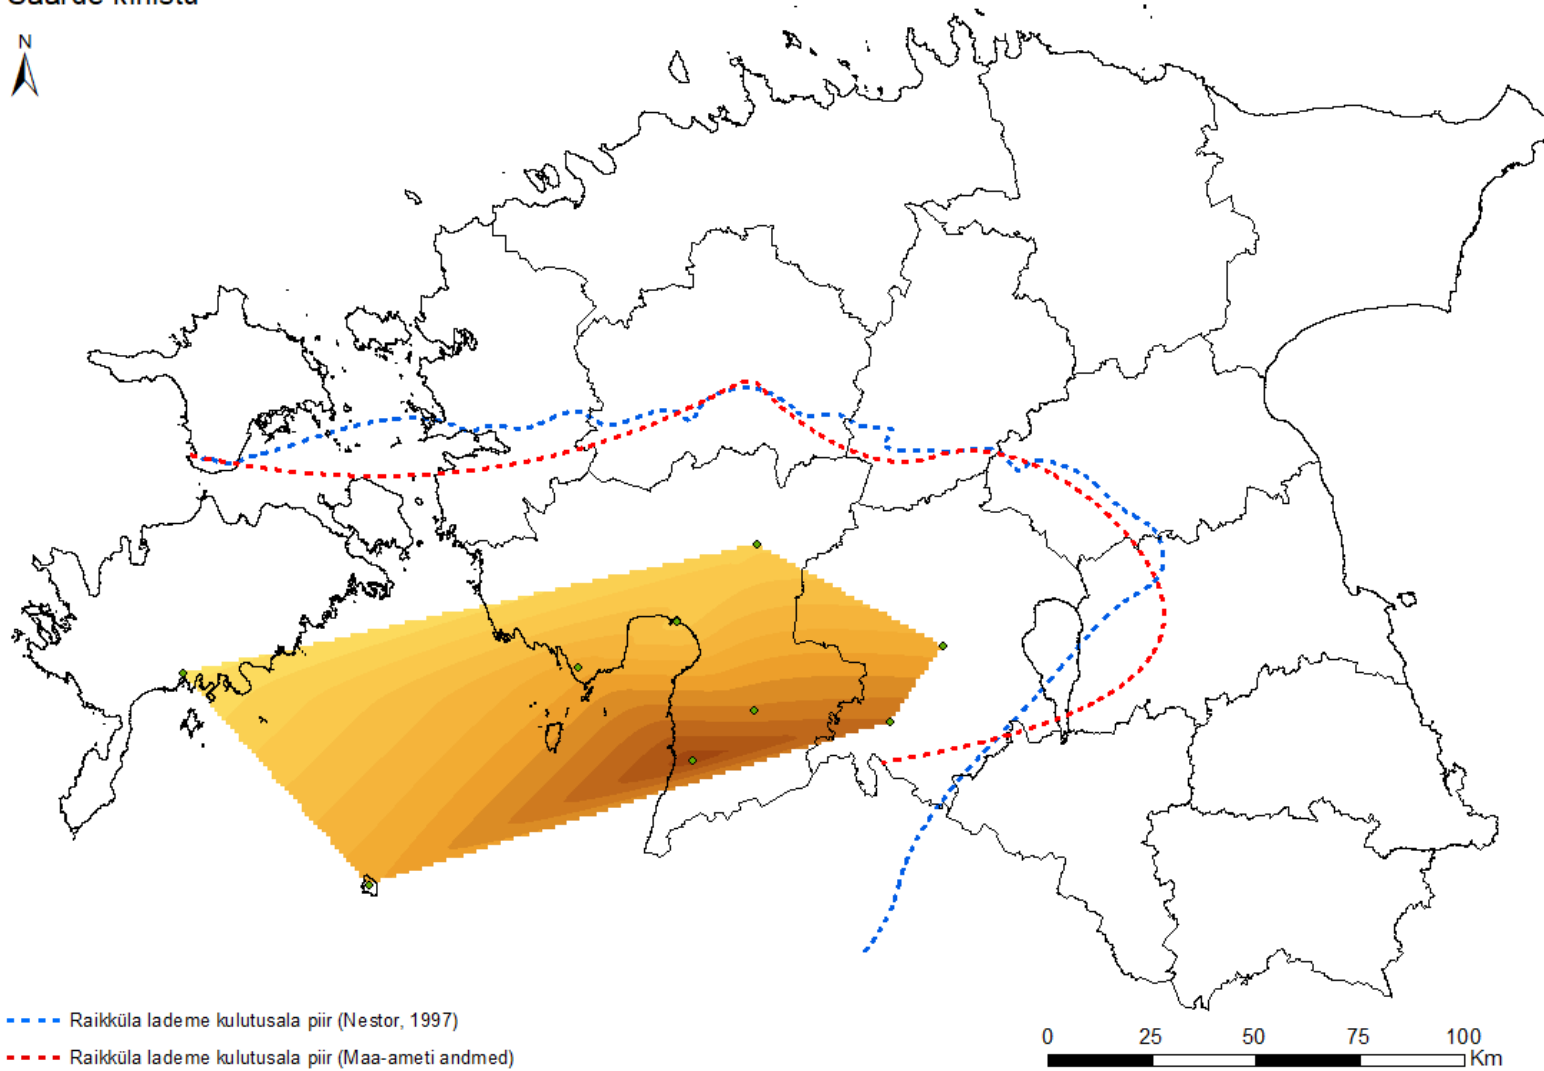 N
Raikküla lademe kulutusala piir (Nestor, 1997)
Raikküla lademe kulutusala piir (Maa-ameti andmed)
0 25 50 75 100
Km